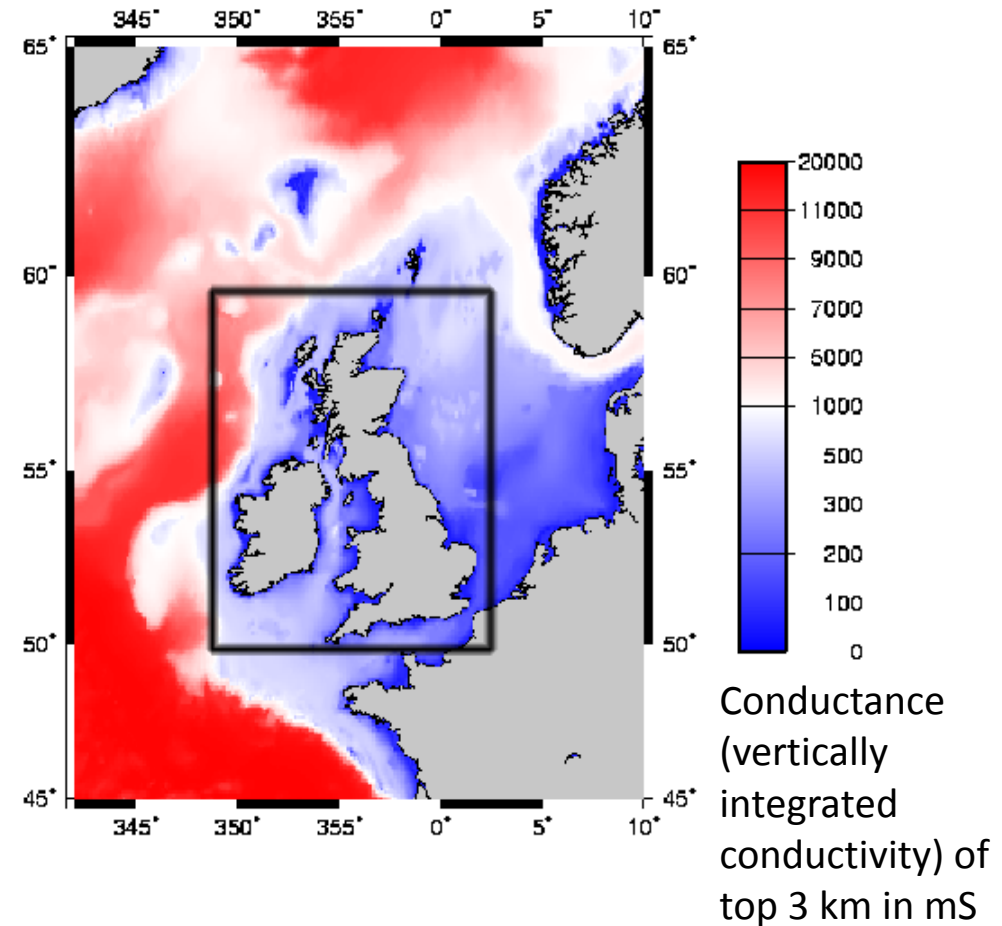 345° 350° 355° 0° 5° 10°
65° 65°
20000
11000
9000
60° 60°
7000
5000
1000
500
55° 55°
300
200
100
50° 50°
0
Conductance
(vertically
45° 45°
integrated
345° 350° 355° 0° 5° 10°
conductivity) of
top 3 km in mS